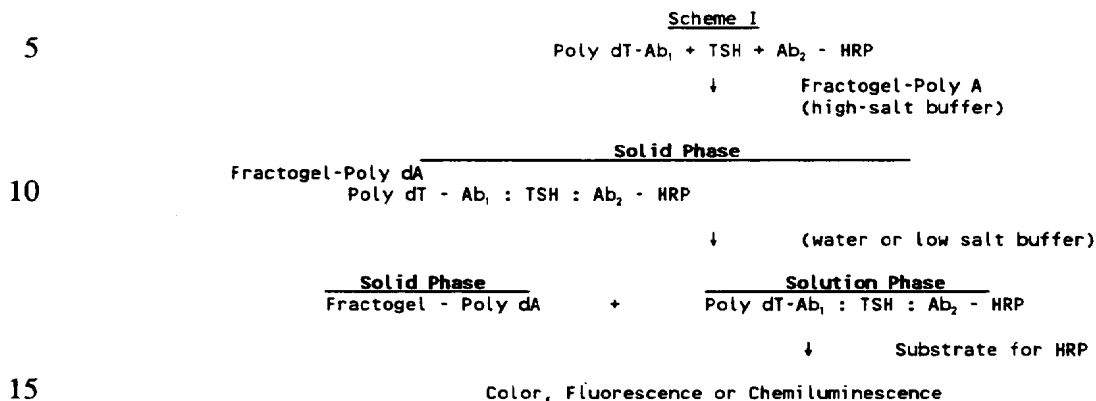 Scheme I
5 Poly dT-Ab₁ + TSH + Ab₂ - HRP
↓ Fractogel-Poly A
(high-salt buffer)
Solid Phase
Fractogel-Poly dA
10 Poly dT - Ab₁ : TSH : Ab₂ - HRP
↓ (water or low salt buffer)
Solid Phase Solution Phase
Fractogel - Poly dA + Poly dT-Ab₁ : TSH : Ab₂ - HRP
↓ Substrate for HRP
15 Color, Fluorescence or Chemiluminescence